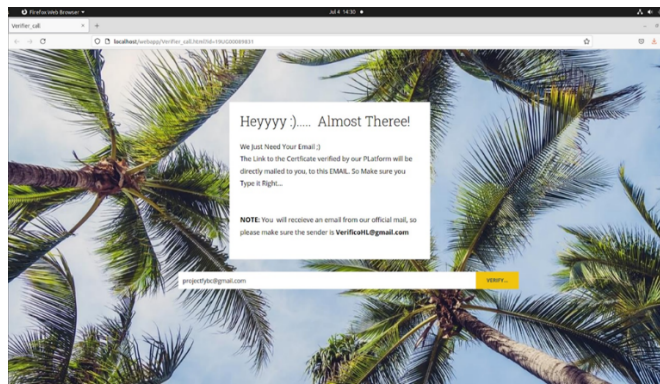 Firefox Web Browser
Jul 4 14:30
Verifier_call
localhost/webapp/Verifier_call.html?id=19UG00089831
Heyyyy :)..... Almost Theree!
We Just Need Your Email ;)
The Link to the Certficate verified by our PLatform will be
directly mailed to you, to this EMAIL. So Make sure you
Type it Right...
NOTE: You will receieve an email from our official mail, so
please make sure the sender is VerificoHL@gmail.com
projectfybc@gmail.com
VERIFY...